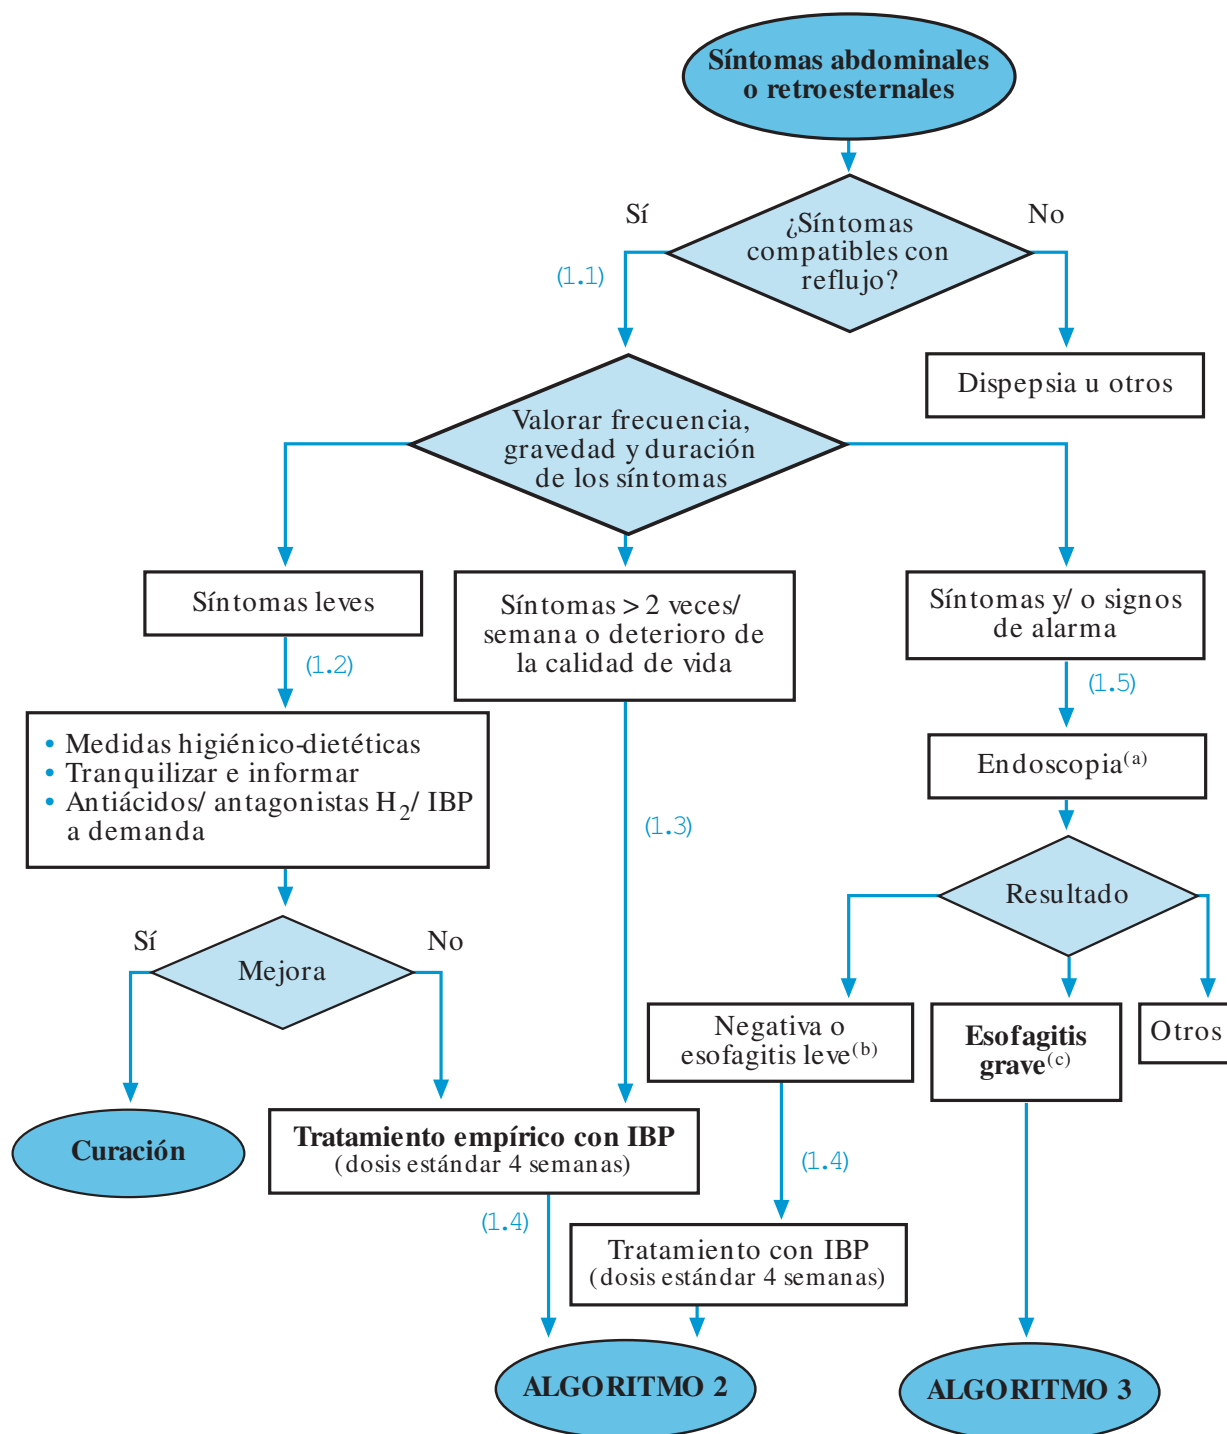 Síntomas abdominales
o retroesternales
Sí
No
¿Síntomas
compatibles con
reflujo?
(1.1)
Dispepsia u otros
Valorar frecuencia,
gravedad y duración
de los síntomas
Síntomas leves
Síntomas > 2 veces/
semana o deterioro de
la calidad de vida
Síntomas y/ o signos
de alarma
(1.2)
(1.5)
• Medidas higiénico-dietéticas
• Tranquilizar e informar
• Antiácidos/ antagonistas H₂/ IBP
a demanda
Endoscopia(a)
(1.3)
Resultado
Sí
No
Mejora
Negativa o
esofagitis leve(b)
Esofagitis
grave(c)
Otros
Curación
Tratamiento empírico con IBP
(dosis estándar 4 semanas)
(1.4)
(1.4)
Tratamiento con IBP
(dosis estándar 4 semanas)
ALGORITMO 2
ALGORITMO 3